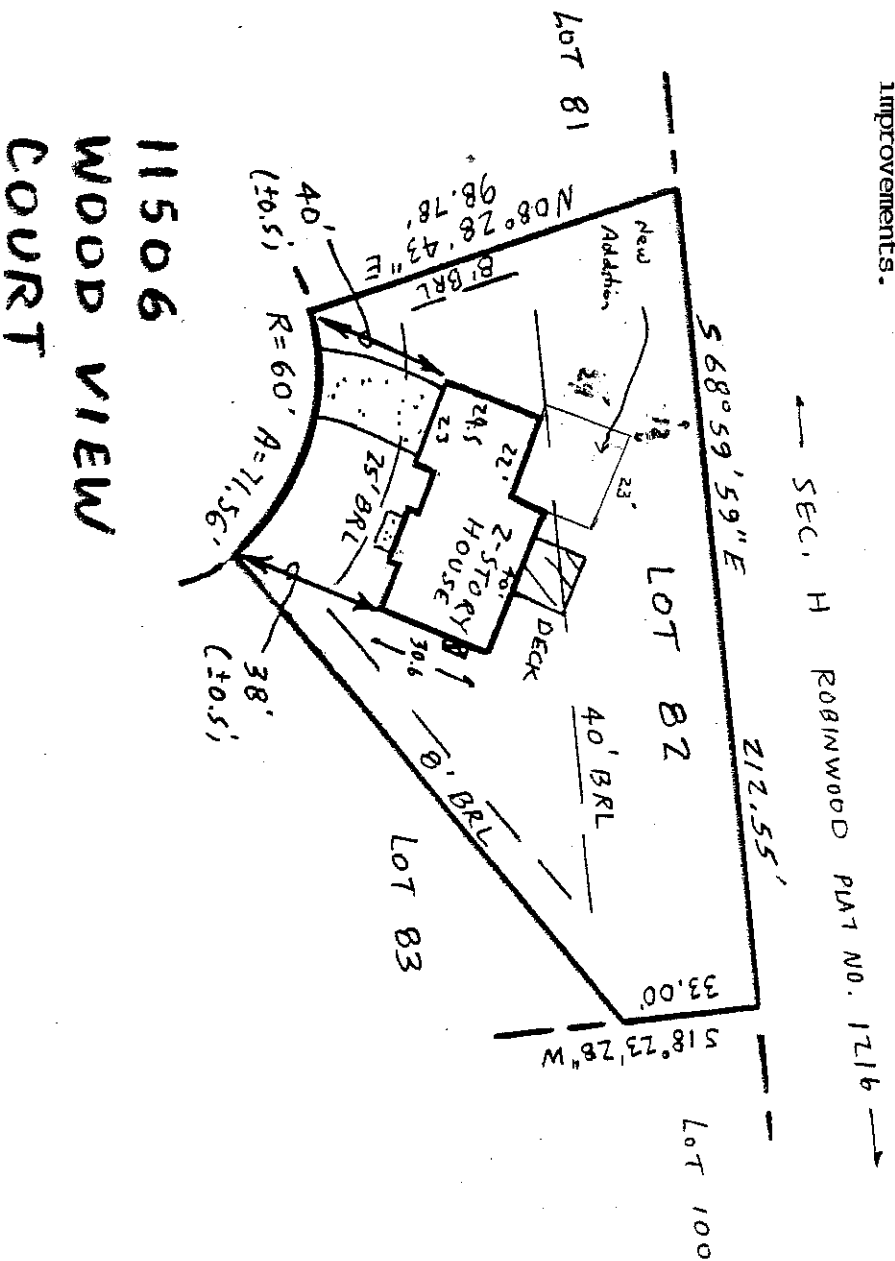 improvements.
← SEC. H ROBINWOOD PLAT NO. 1216 →
LOT 81
S 68° 59' 59" E
212.55'
LOT 100
N08° 28' 43" E
98.78'
8' BRL
New
Addition
24'
12'
23'
LOT 82
33.00'
S18° 23' 28" W
40'
(±0.5')
29.5
23
22'
2-STORY
HOUSE
40'
DECK
30.6
40' BRL
25' BRL
R=60' A=71.56'
38'
(±0.5')
8' BRL
LOT 83
11506
WOOD VIEW
COURT